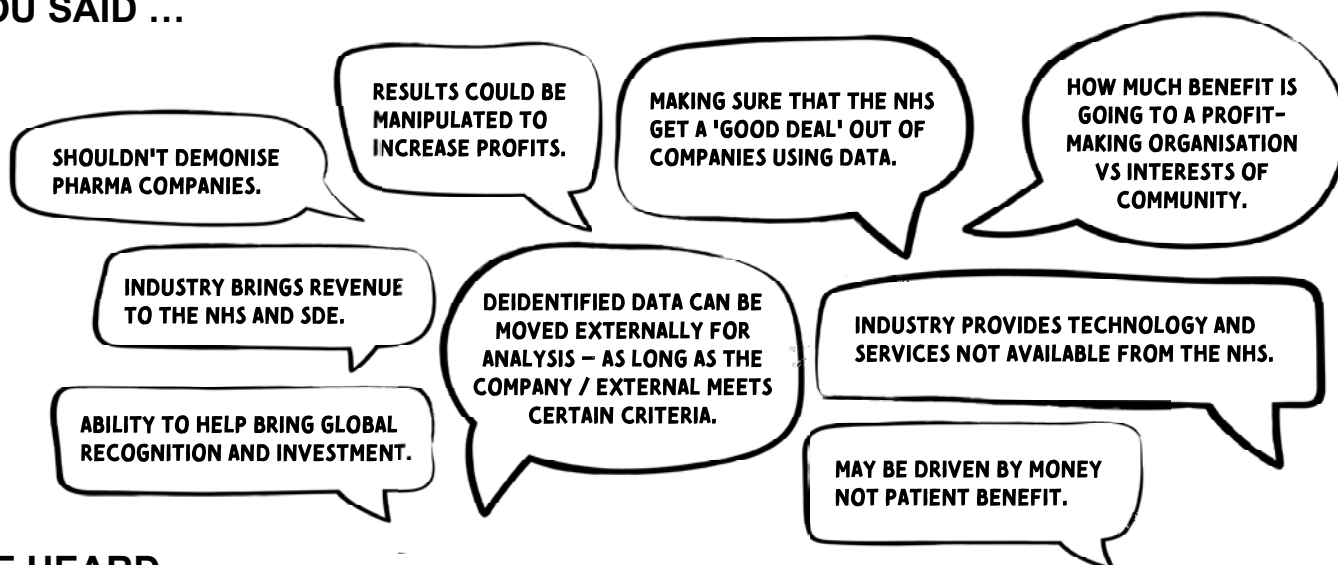 OU SAID ...
SHOULDN'T DEMONISE
PHARMA COMPANIES.
RESULTS COULD BE
MANIPULATED TO
INCREASE PROFITS.
MAKING SURE THAT THE NHS
GET A 'GOOD DEAL' OUT OF
COMPANIES USING DATA.
HOW MUCH BENEFIT IS
GOING TO A PROFIT-
MAKING ORGANISATION
VS INTERESTS OF
COMMUNITY.
INDUSTRY BRINGS REVENUE
TO THE NHS AND SDE.
DEIDENTIFIED DATA CAN BE
MOVED EXTERNALLY FOR
ANALYSIS – AS LONG AS THE
COMPANY / EXTERNAL MEETS
CERTAIN CRITERIA.
INDUSTRY PROVIDES TECHNOLOGY AND
SERVICES NOT AVAILABLE FROM THE NHS.
ABILITY TO HELP BRING GLOBAL
RECOGNITION AND INVESTMENT.
MAY BE DRIVEN BY MONEY
NOT PATIENT BENEFIT.
HEARD